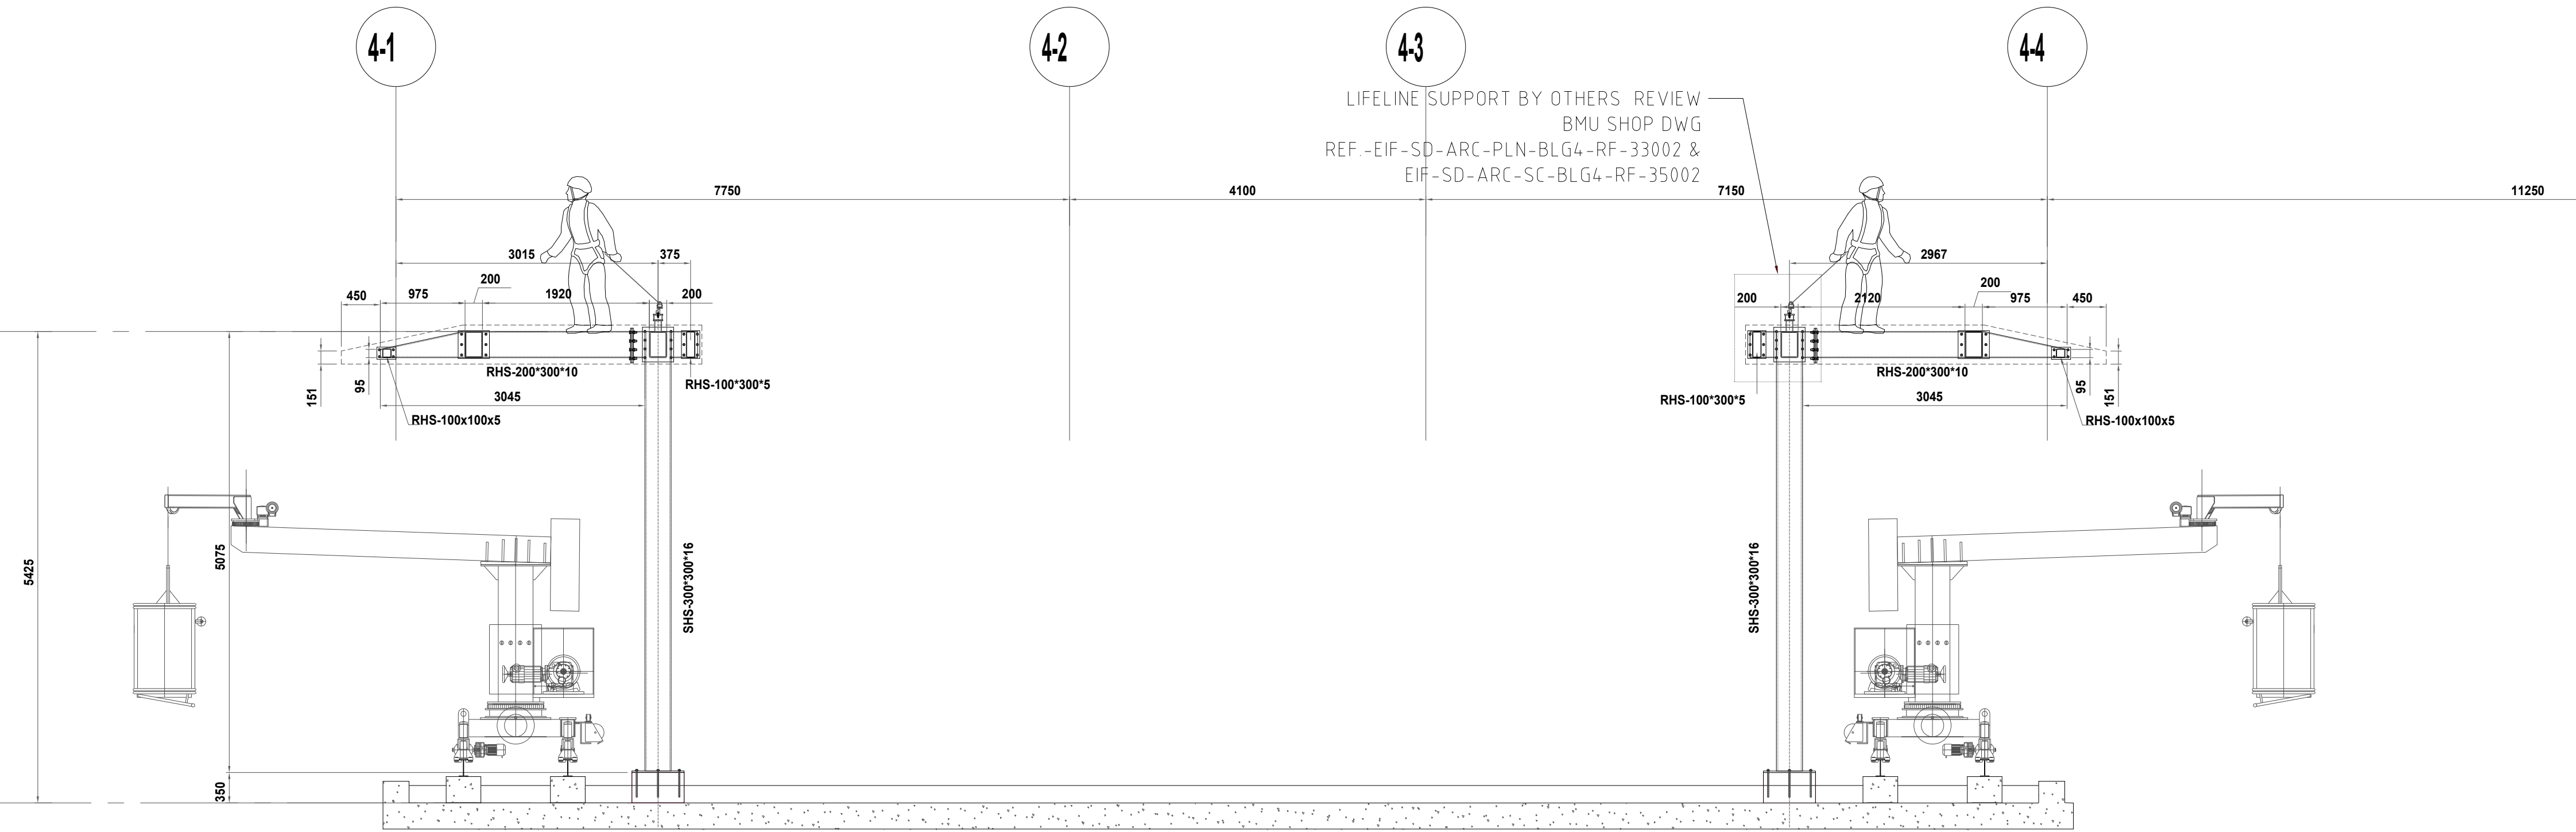 4-1
4-2
4-3
4-4
LIFELINE SUPPORT BY OTHERS REVIEW
BMU SHOP DWG
REF.-EIF-SD-ARC-PLN-BLG4-RF-33002 &
EIF-SD-ARC-SC-BLG4-RF-35002
7750
4100
7150
11250
3015
375
2967
450
975
200
1920
200
200
2120
200
975
450
151
95
RHS-200*300*10
RHS-100*300*5
3045
RHS-100x100x5
RHS-100*300*5
RHS-200*300*10
3045
95
151
RHS-100x100x5
5425
5075
SHS-300*300*16
SHS-300*300*16
350